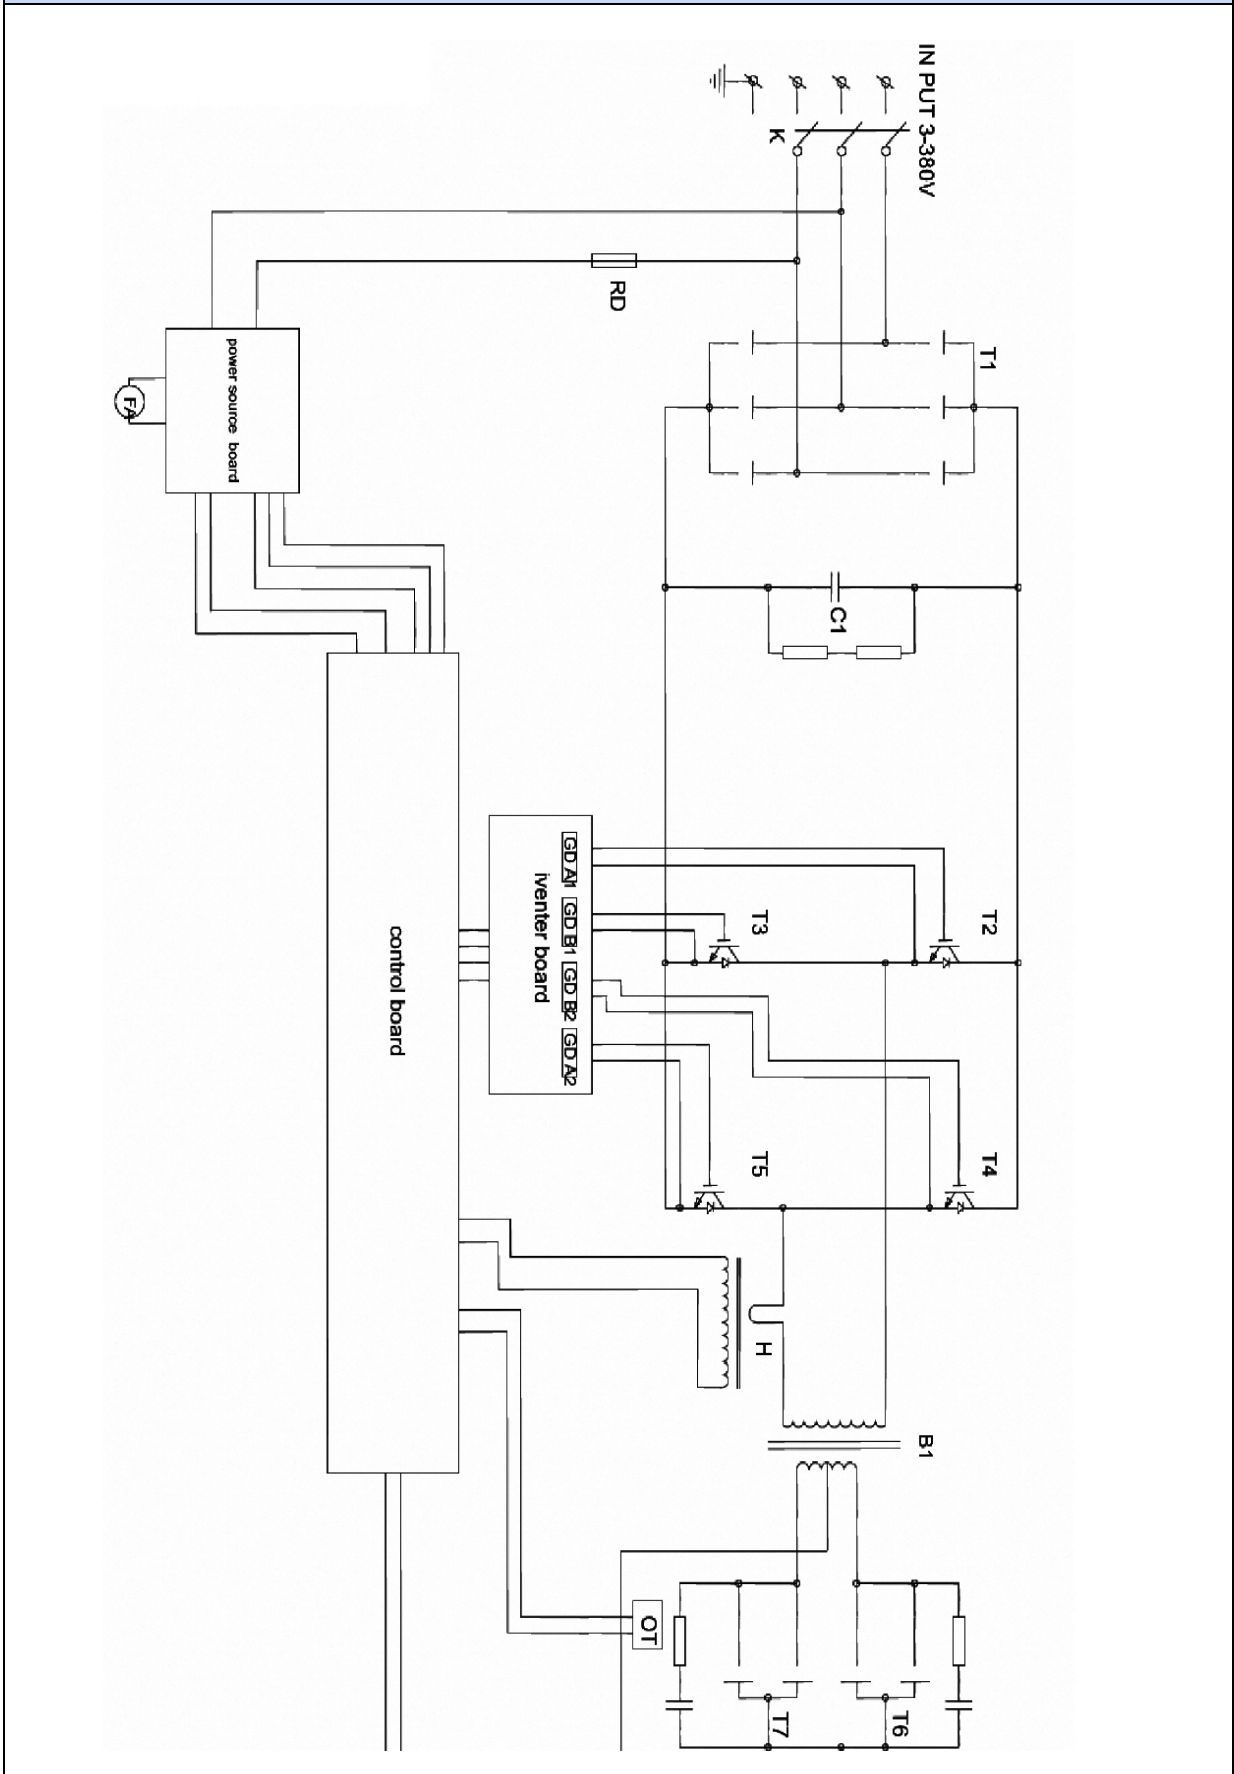 IN PUT 3-380V
K
RD
T1
FA
power source board
C1
GD A1
GD B1
GD B2
GD A2
iventer board
control board
T3
T2
T5
T4
H
B1
OT
T7
T6